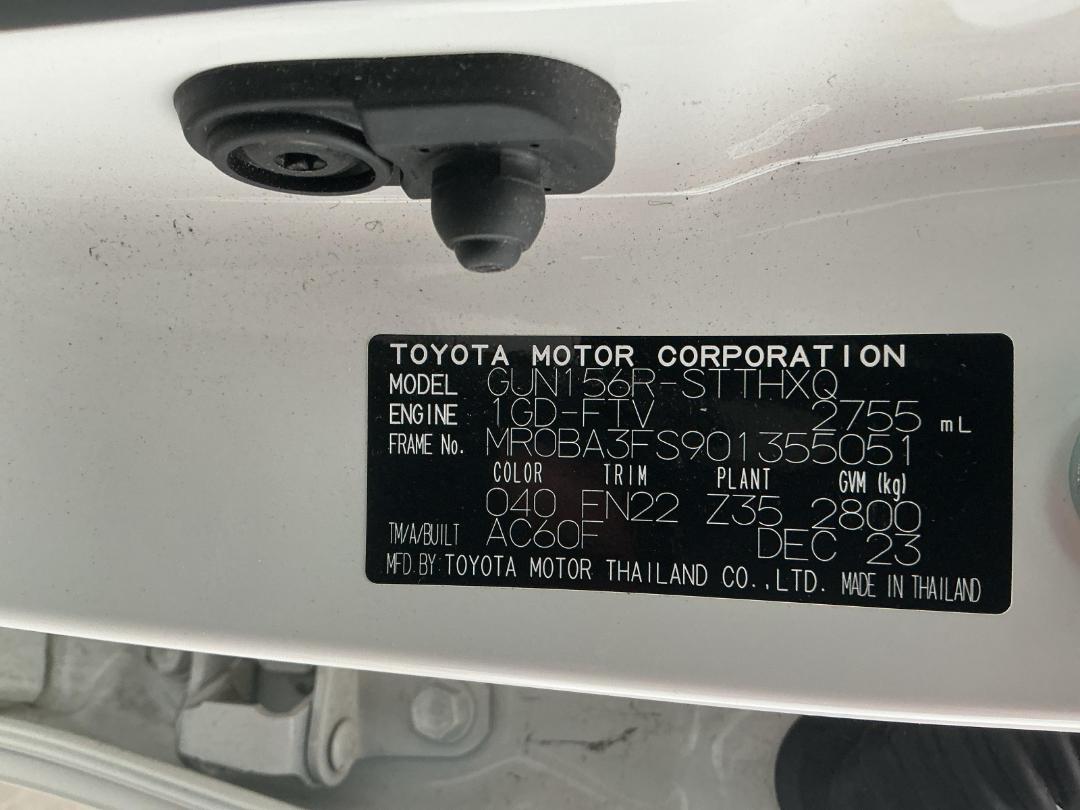 TOYOTA MOTOR CORPORATION
MODEL GUN156R-STTHXQ
ENGINE 1GD-FTV 2755 mL
FRAME No. MR0BA3FS901355051
COLOR TRIM PLANT GVM (kg)
040 FN22 Z35 2800
TM/A/BUILT AC60F DEC 23
MFD. BY: TOYOTA MOTOR THAILAND CO.,LTD. MADE IN THAILAND